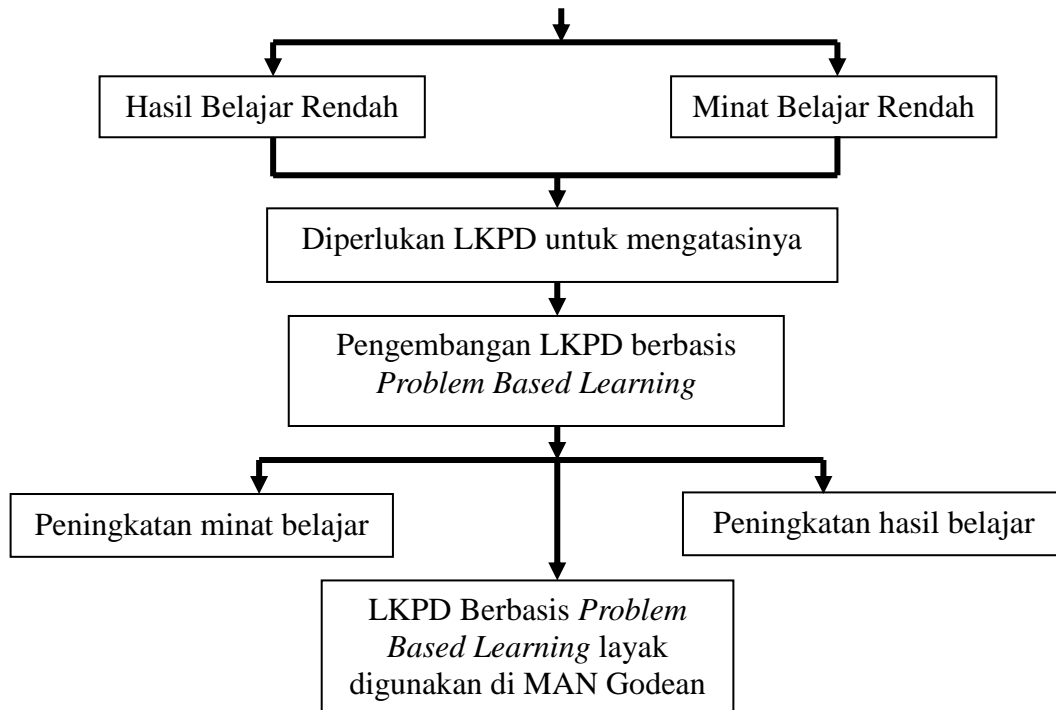 Hasil Belajar Rendah
Minat Belajar Rendah
Diperlukan LKPD untuk mengatasinya
Pengembangan LKPD berbasis
Problem Based Learning
Peningkatan minat belajar
Peningkatan hasil belajar
LKPD Berbasis Problem
Based Learning layak
digunakan di MAN Godean